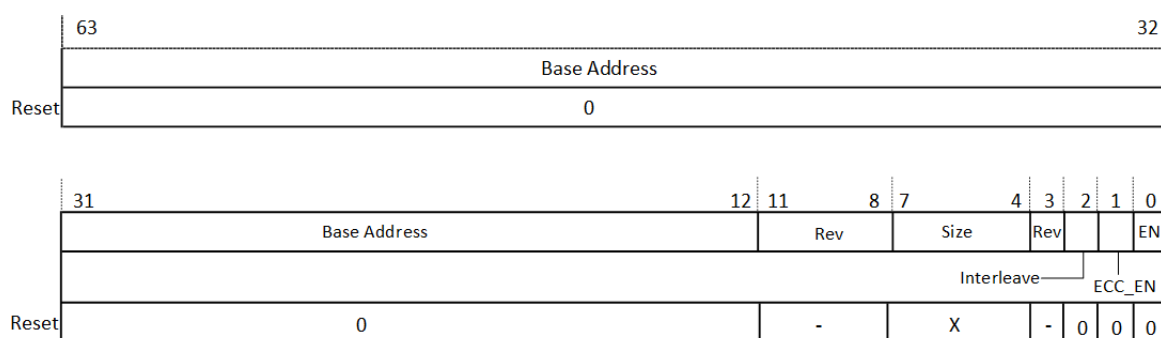 63 32
Base Address
Reset 0
31 12 11 8 7 4 3 2 1 0
Base Address Rev Size Rev EN
Interleave
ECC_EN
Reset 0 - X - 0 0 0